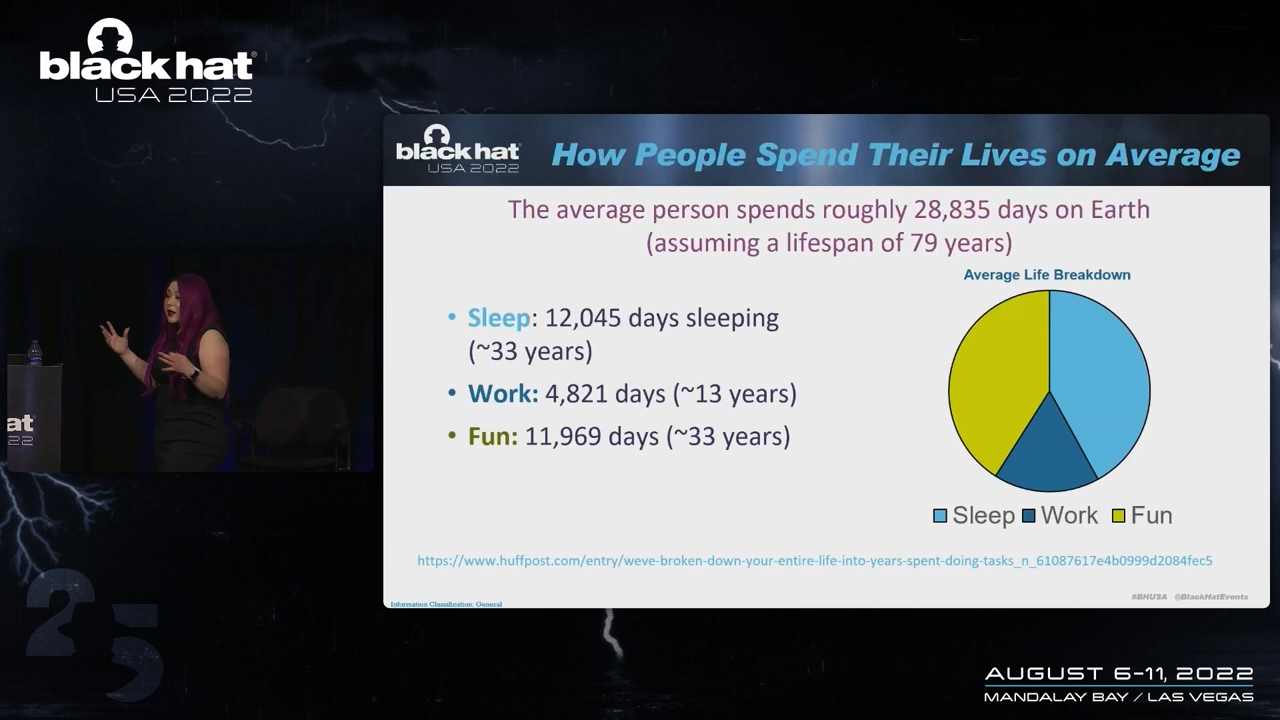 black hat®
USA 2022
black hat®
USA 2022
How People Spend Their Lives on Average
The average person spends roughly 28,835 days on Earth
(assuming a lifespan of 79 years)
Average Life Breakdown
• Sleep: 12,045 days sleeping
(~33 years)
• Work: 4,821 days (~13 years)
• Fun: 11,969 days (~33 years)
Sleep Work Fun
https://www.huffpost.com/entry/weve-broken-down-your-entire-life-into-years-spent-doing-tasks_n_61087617e4b0999d2084fec5
#BHUSA @BlackHatEvents
Information Classification: General
at
22
25
AUGUST 6-11, 2022
MANDALAY BAY / LAS VEGAS